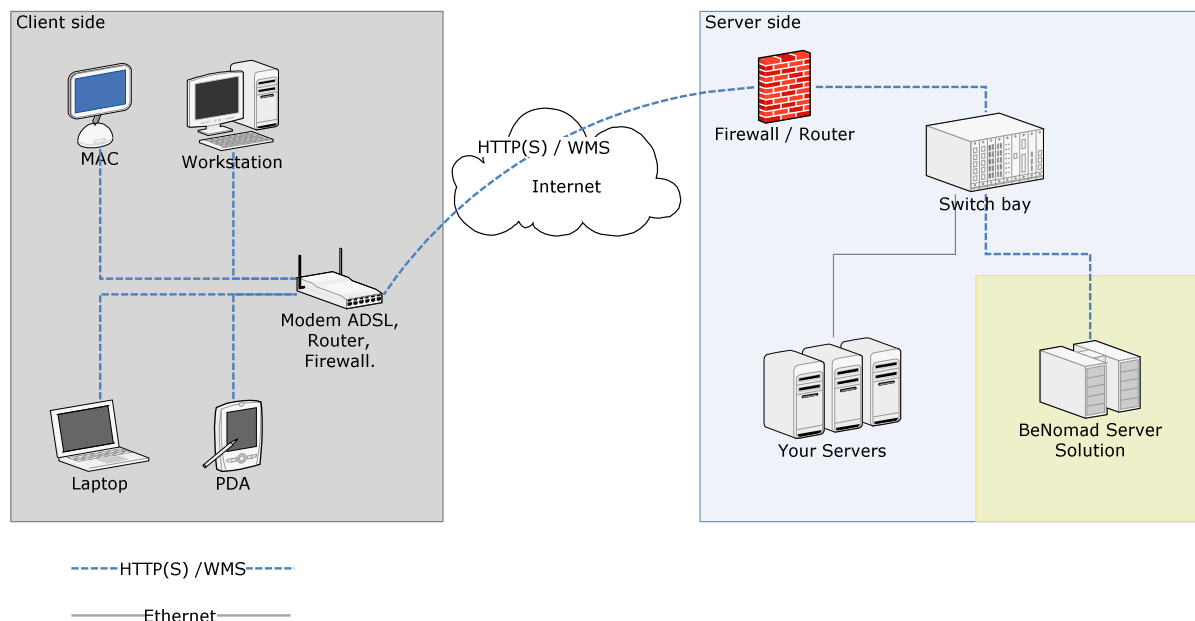 Client side
Server side
MAC
Workstation
HTTP(S) / WMS
Internet
Firewall / Router
Switch bay
Modem ADSL,
Router,
Firewall.
Laptop
PDA
Your Servers
BeNomad Server
Solution
HTTP(S) /WMS
Ethernet